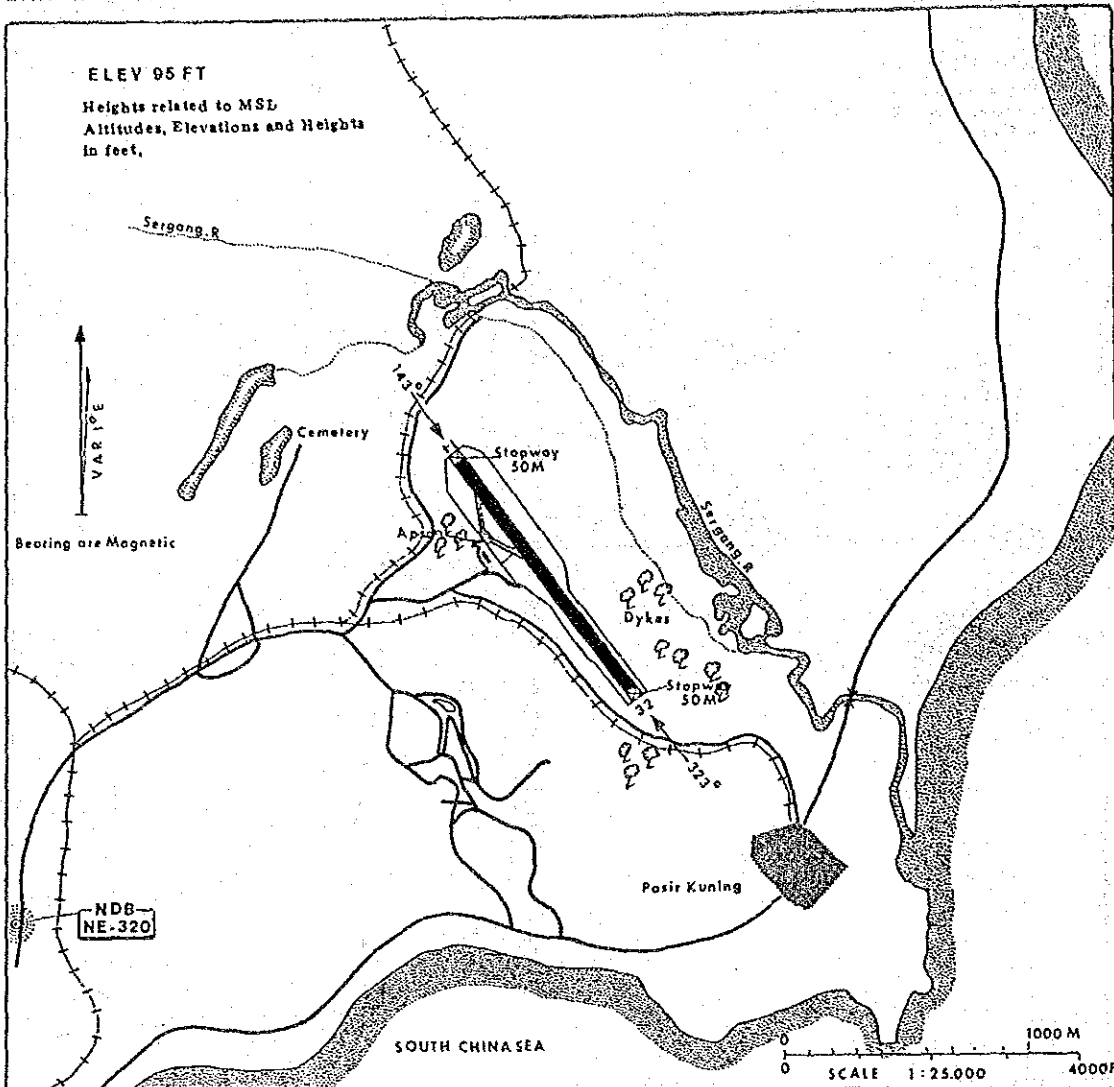 ELEV 95 FT
Heights related to MSL
Altitudes, Elevations and Heights
in feet,
Sergang.R
143°
VAR 1°E
Cemetery
Stopway
50M
Bearing are Magnetic
Sergang.R
Dykes
Stopway
50M
32
323°
Pasir Kuning
NDB
NE-320
SOUTH CHINA SEA
0
1000 M
0
SCALE 1:25.000